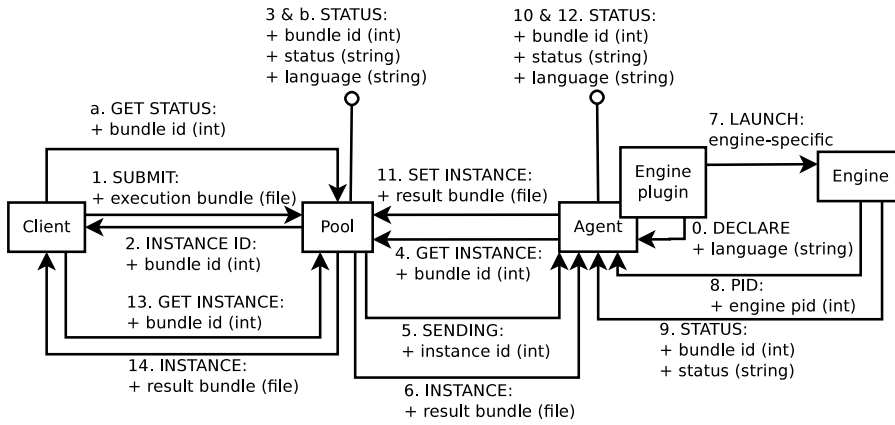 3 & b. STATUS:
+ bundle id (int)
+ status (string)
+ language (string)
10 & 12. STATUS:
+ bundle id (int)
+ status (string)
+ language (string)
a. GET STATUS:
+ bundle id (int)
7. LAUNCH:
engine-specific
1. SUBMIT:
+ execution bundle (file)
11. SET INSTANCE:
+ result bundle (file)
Engine
plugin
Engine
Client
Pool
Agent
0. DECLARE
+ language (string)
2. INSTANCE ID:
+ bundle id (int)
4. GET INSTANCE:
+ bundle id (int)
8. PID:
+ engine pid (int)
13. GET INSTANCE:
+ bundle id (int)
5. SENDING:
+ instance id (int)
9. STATUS:
+ bundle id (int)
+ status (string)
14. INSTANCE:
+ result bundle (file)
6. INSTANCE:
+ result bundle (file)